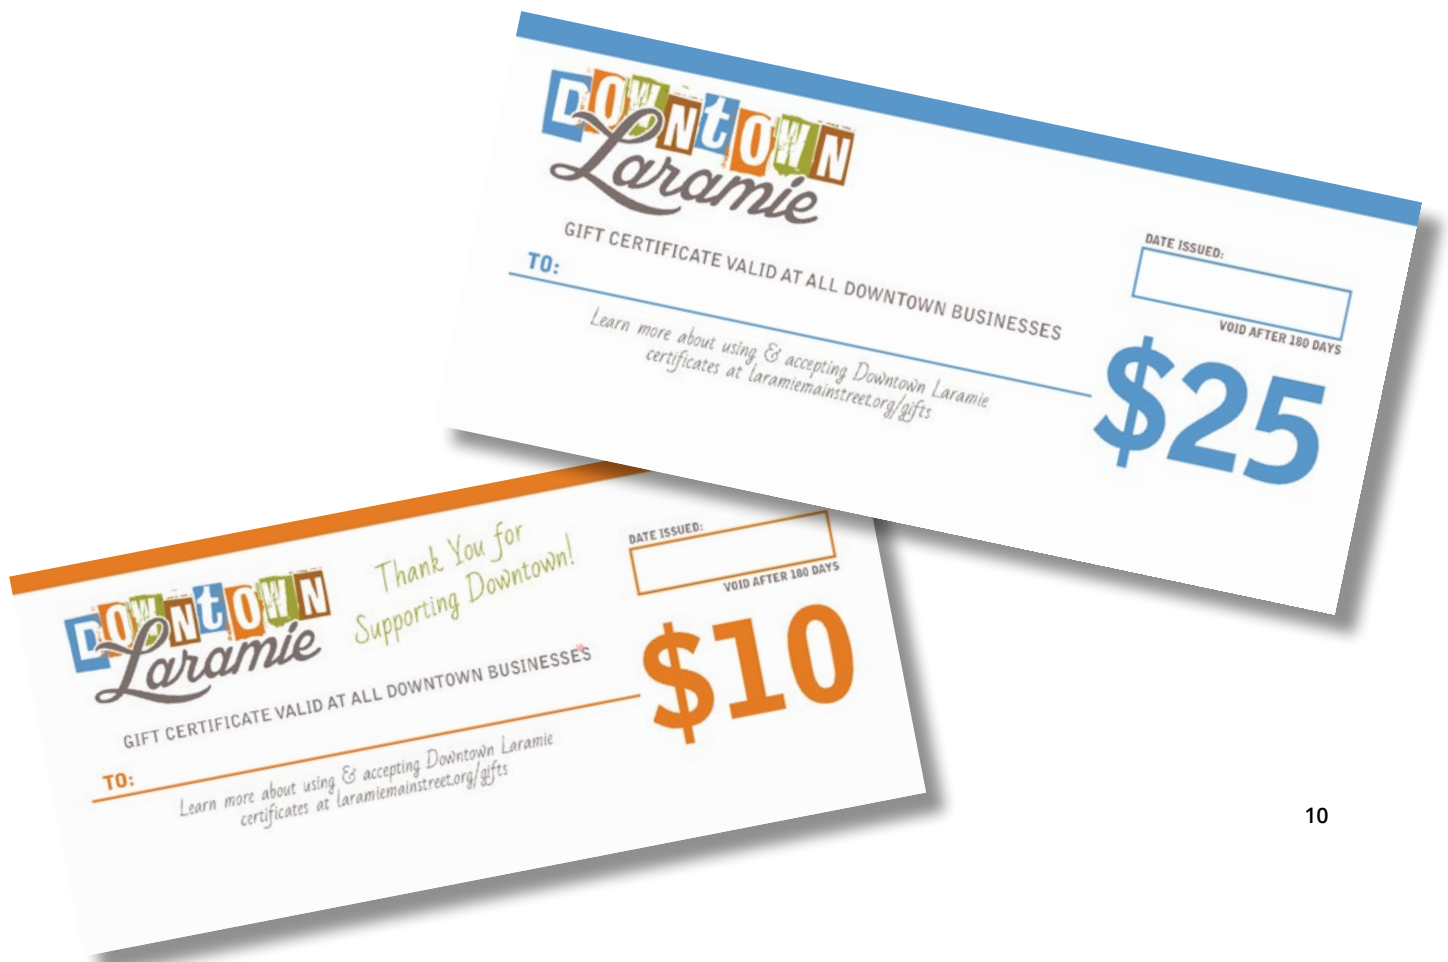 DOWNtOWN
Laramie
GIFT CERTIFICATE VALID AT ALL DOWNTOWN BUSINESSES
TO:
Learn more about using & accepting Downtown Laramie
certificates at laramiemainstreet.org/gifts
DATE ISSUED:
VOID AFTER 180 DAYS
$25
DOWNtOWN
Laramie
Thank You for
Supporting Downtown!
GIFT CERTIFICATE VALID AT ALL DOWNTOWN BUSINESSES
TO:
Learn more about using & accepting Downtown Laramie
certificates at laramiemainstreet.org/gifts
DATE ISSUED:
VOID AFTER 180 DAYS
$10
10